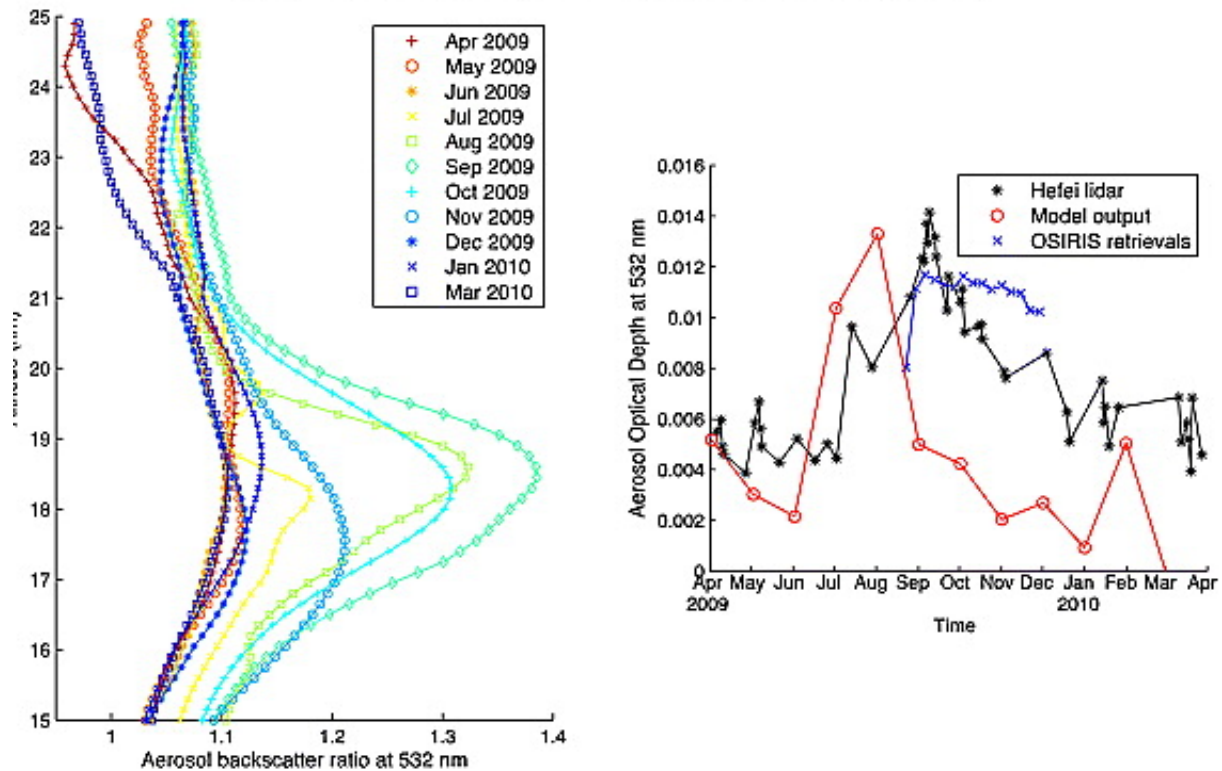 25
24
23
22
21
20
19
18
17
16
15
1
1.1
1.2
1.3
1.4
Aerosol backscatter ratio at 532 nm
Apr 2009
May 2009
Jun 2009
Jul 2009
Aug 2009
Sep 2009
Oct 2009
Nov 2009
Dec 2009
Jan 2010
Mar 2010
Aerosol Optical Depth at 532 nm
0.016
0.014
0.012
0.01
0.008
0.006
0.004
0.002
0
Hefei lidar
Model output
OSIRIS retrievals
Apr May Jun Jul Aug Sep Oct Nov Dec Jan Feb Mar Apr
2009 2010
Time